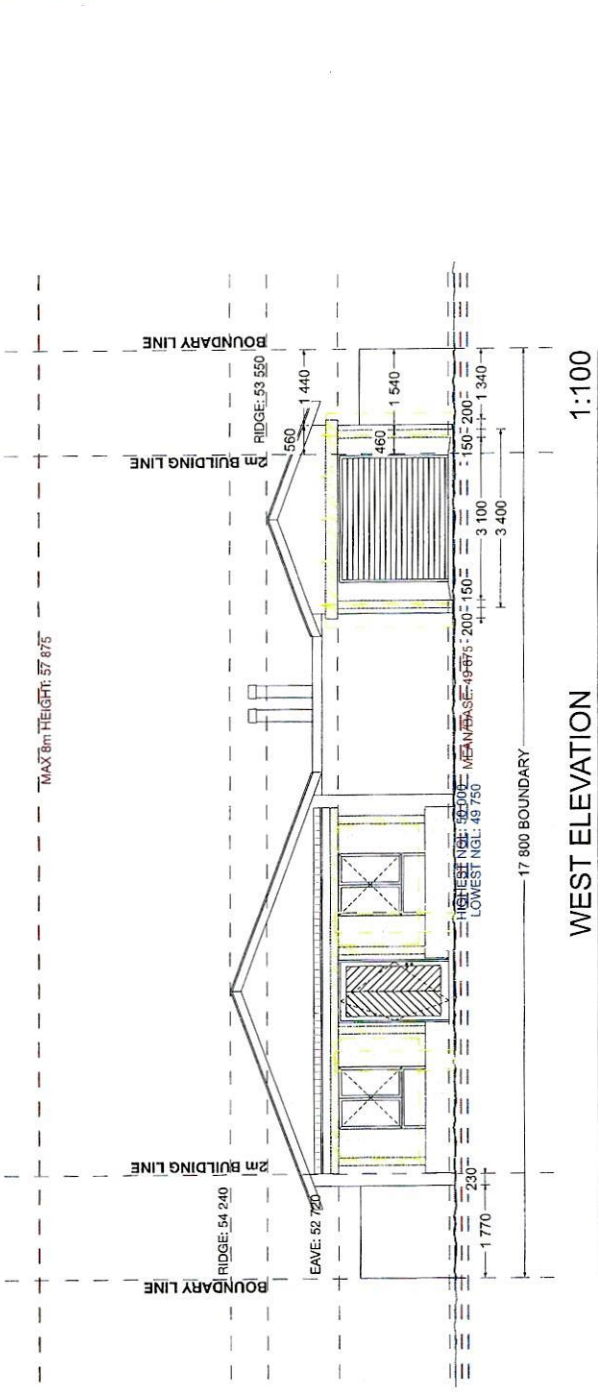 MAX 8m HEIGHT: 57 875
BOUNDARY LINE
2m BUILDING LINE
RIDGE: 54 240
EAVE: 52 720
2m BUILDING LINE
BOUNDARY LINE
RIDGE: 53 550
560
1 440
460
1 540
HIGHEST NGL: 50 000
LOWEST NGL: 49 750
MEAN/BASE: 49 875
230
1 770
200
150
3 100
150
200
1 340
3 400
17 800 BOUNDARY
WEST ELEVATION
1:100